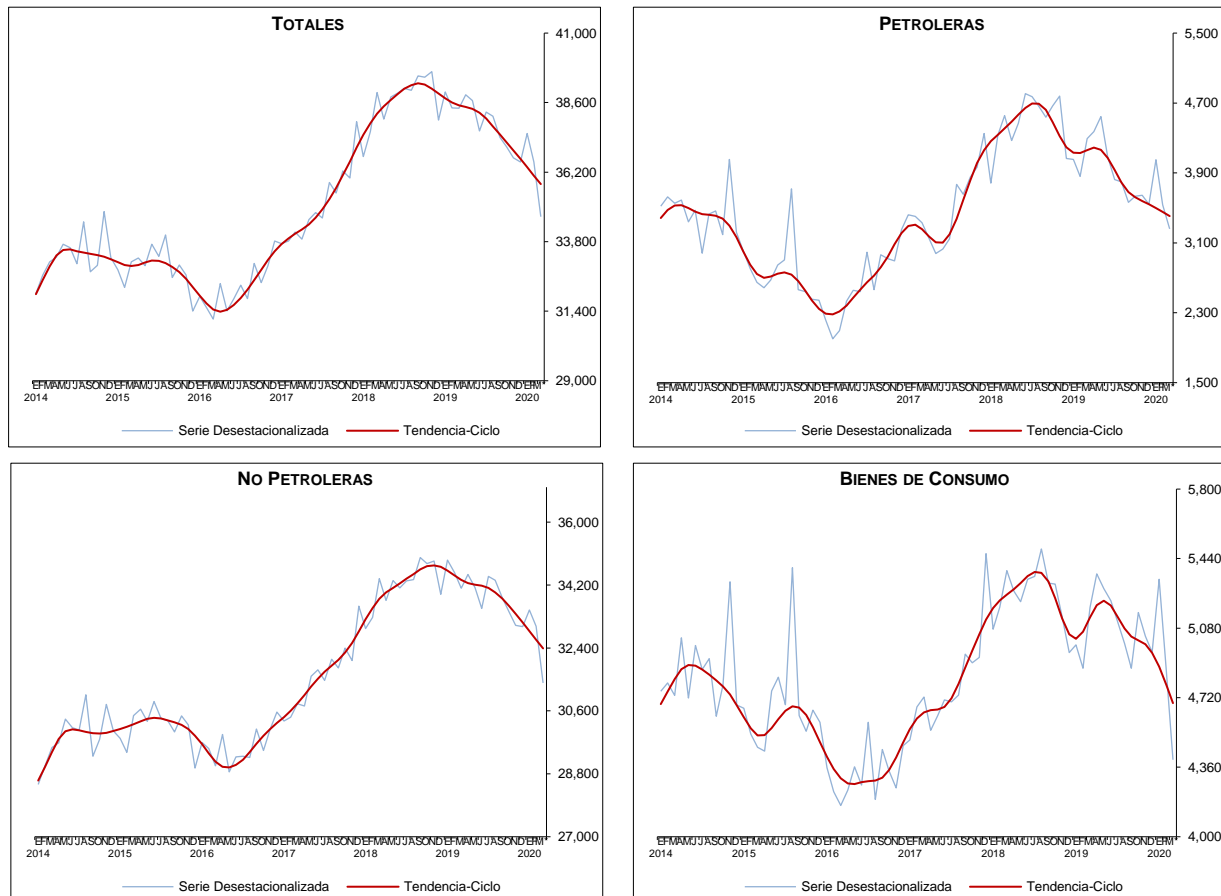 TOTALES
41,000
38,600
36,200
33,800
31,400
29,000
2014 2015 2016 2017 2018 2019 2020
Serie Desestacionalizada Tendencia-Ciclo
PETROLERAS
5,500
4,700
3,900
3,100
2,300
1,500
2014 2015 2016 2017 2018 2019 2020
Serie Desestacionalizada Tendencia-Ciclo
NO PETROLERAS
36,000
34,200
32,400
30,600
28,800
27,000
2014 2015 2016 2017 2018 2019 2020
Serie Desestacionalizada Tendencia-Ciclo
BIENES DE CONSUMO
5,800
5,440
5,080
4,720
4,360
4,000
2014 2015 2016 2017 2018 2019 2020
Serie Desestacionalizada Tendencia-Ciclo